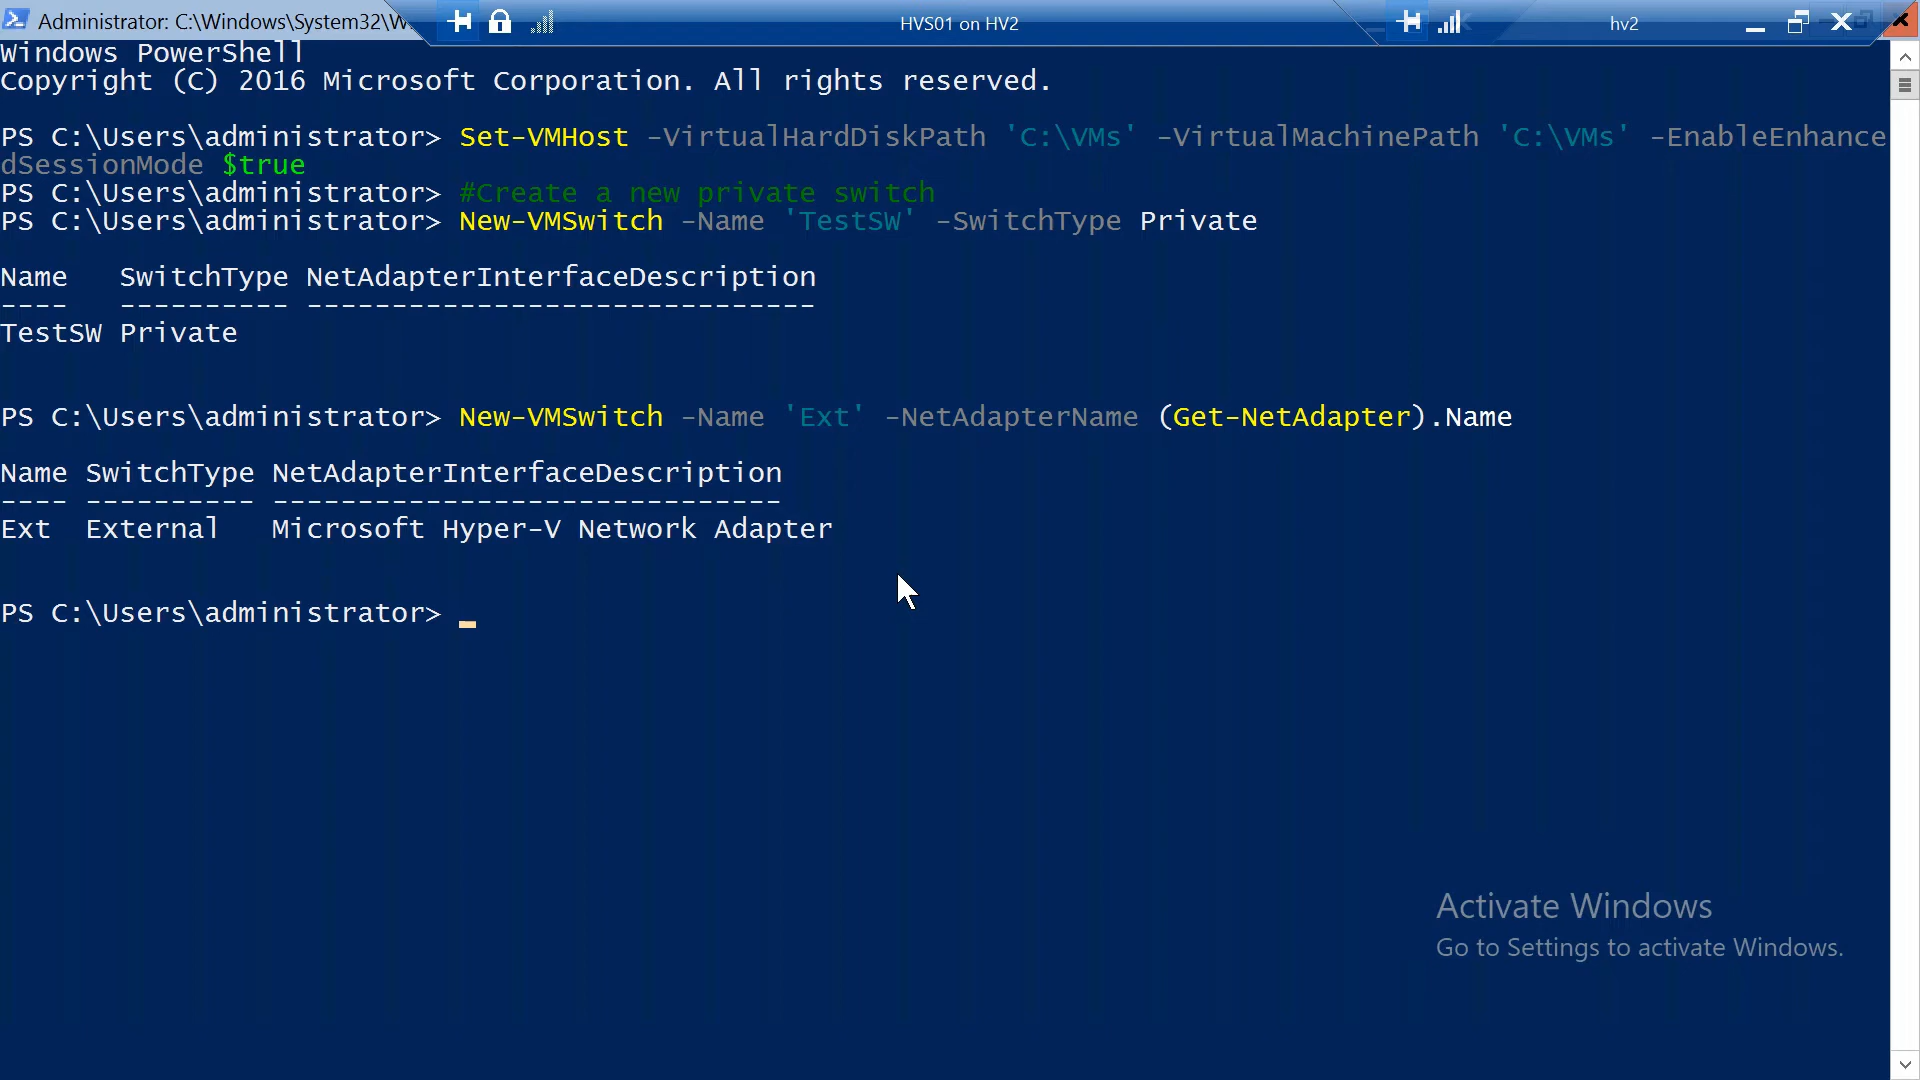 Administrator: C:\Windows\System32\W
HVS01 on HV2
hv2
Windows PowerShell
Copyright (C) 2016 Microsoft Corporation. All rights reserved.
PS C:\Users\administrator> Set-VMHost -VirtualHardDiskPath 'C:\VMs' -VirtualMachinePath 'C:\VMs' -EnableEnhance
dSessionMode $true
PS C:\Users\administrator> #Create a new private switch
PS C:\Users\administrator> New-VMSwitch -Name 'TestSW' -SwitchType Private
Name   SwitchType NetAdapterInterfaceDescription
----   ---------- ------------------------------
TestSW Private
PS C:\Users\administrator> New-VMSwitch -Name 'Ext' -NetAdapterName (Get-NetAdapter).Name
Name SwitchType NetAdapterInterfaceDescription
---- ---------- ------------------------------
Ext  External   Microsoft Hyper-V Network Adapter
PS C:\Users\administrator> _
Activate Windows
Go to Settings to activate Windows.